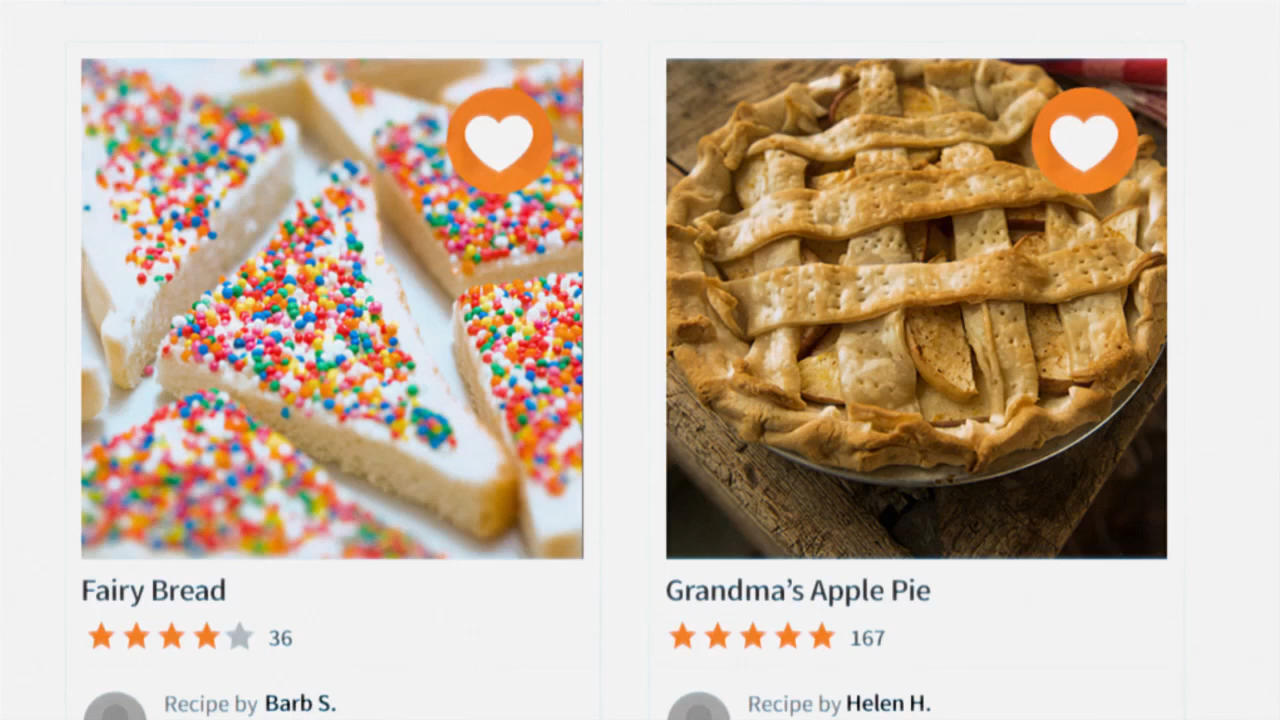 Fairy Bread
36
Recipe by Barb S.
Grandma's Apple Pie
167
Recipe by Helen H.